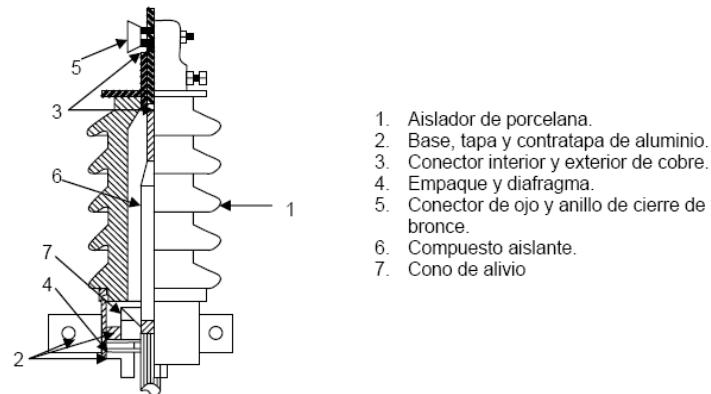 5
3
6
1
7
4
2
1. Aislador de porcelana.
2. Base, tapa y contratapa de aluminio.
3. Conector interior y exterior de cobre.
4. Empaque y diafragma.
5. Conector de ojo y anillo de cierre de
bronce.
6. Compuesto aislante.
7. Cono de alivio